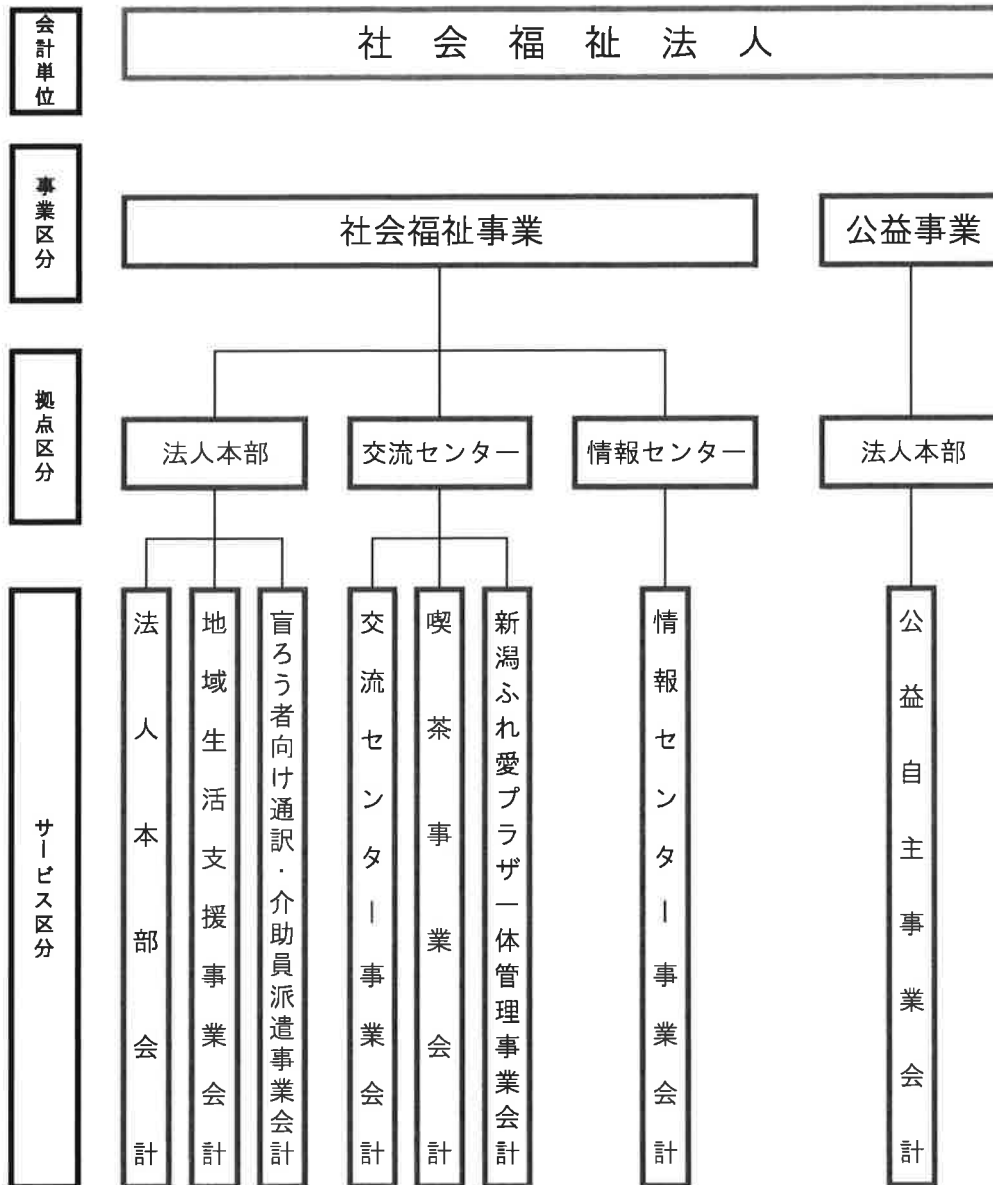 会計単位
社会福祉法人
事業区分
社会福祉事業
公益事業
拠点区分
法人本部
交流センター
情報センター
法人本部
サービス区分
法人本部会計
地域生活支援事業会計
盲ろう者向け通訳・介助員派遣事業会計
交流センター事業会計
喫茶事業会計
新潟ふれ愛プラザ一体管理事業会計
情報センター事業会計
公益自主事業会計